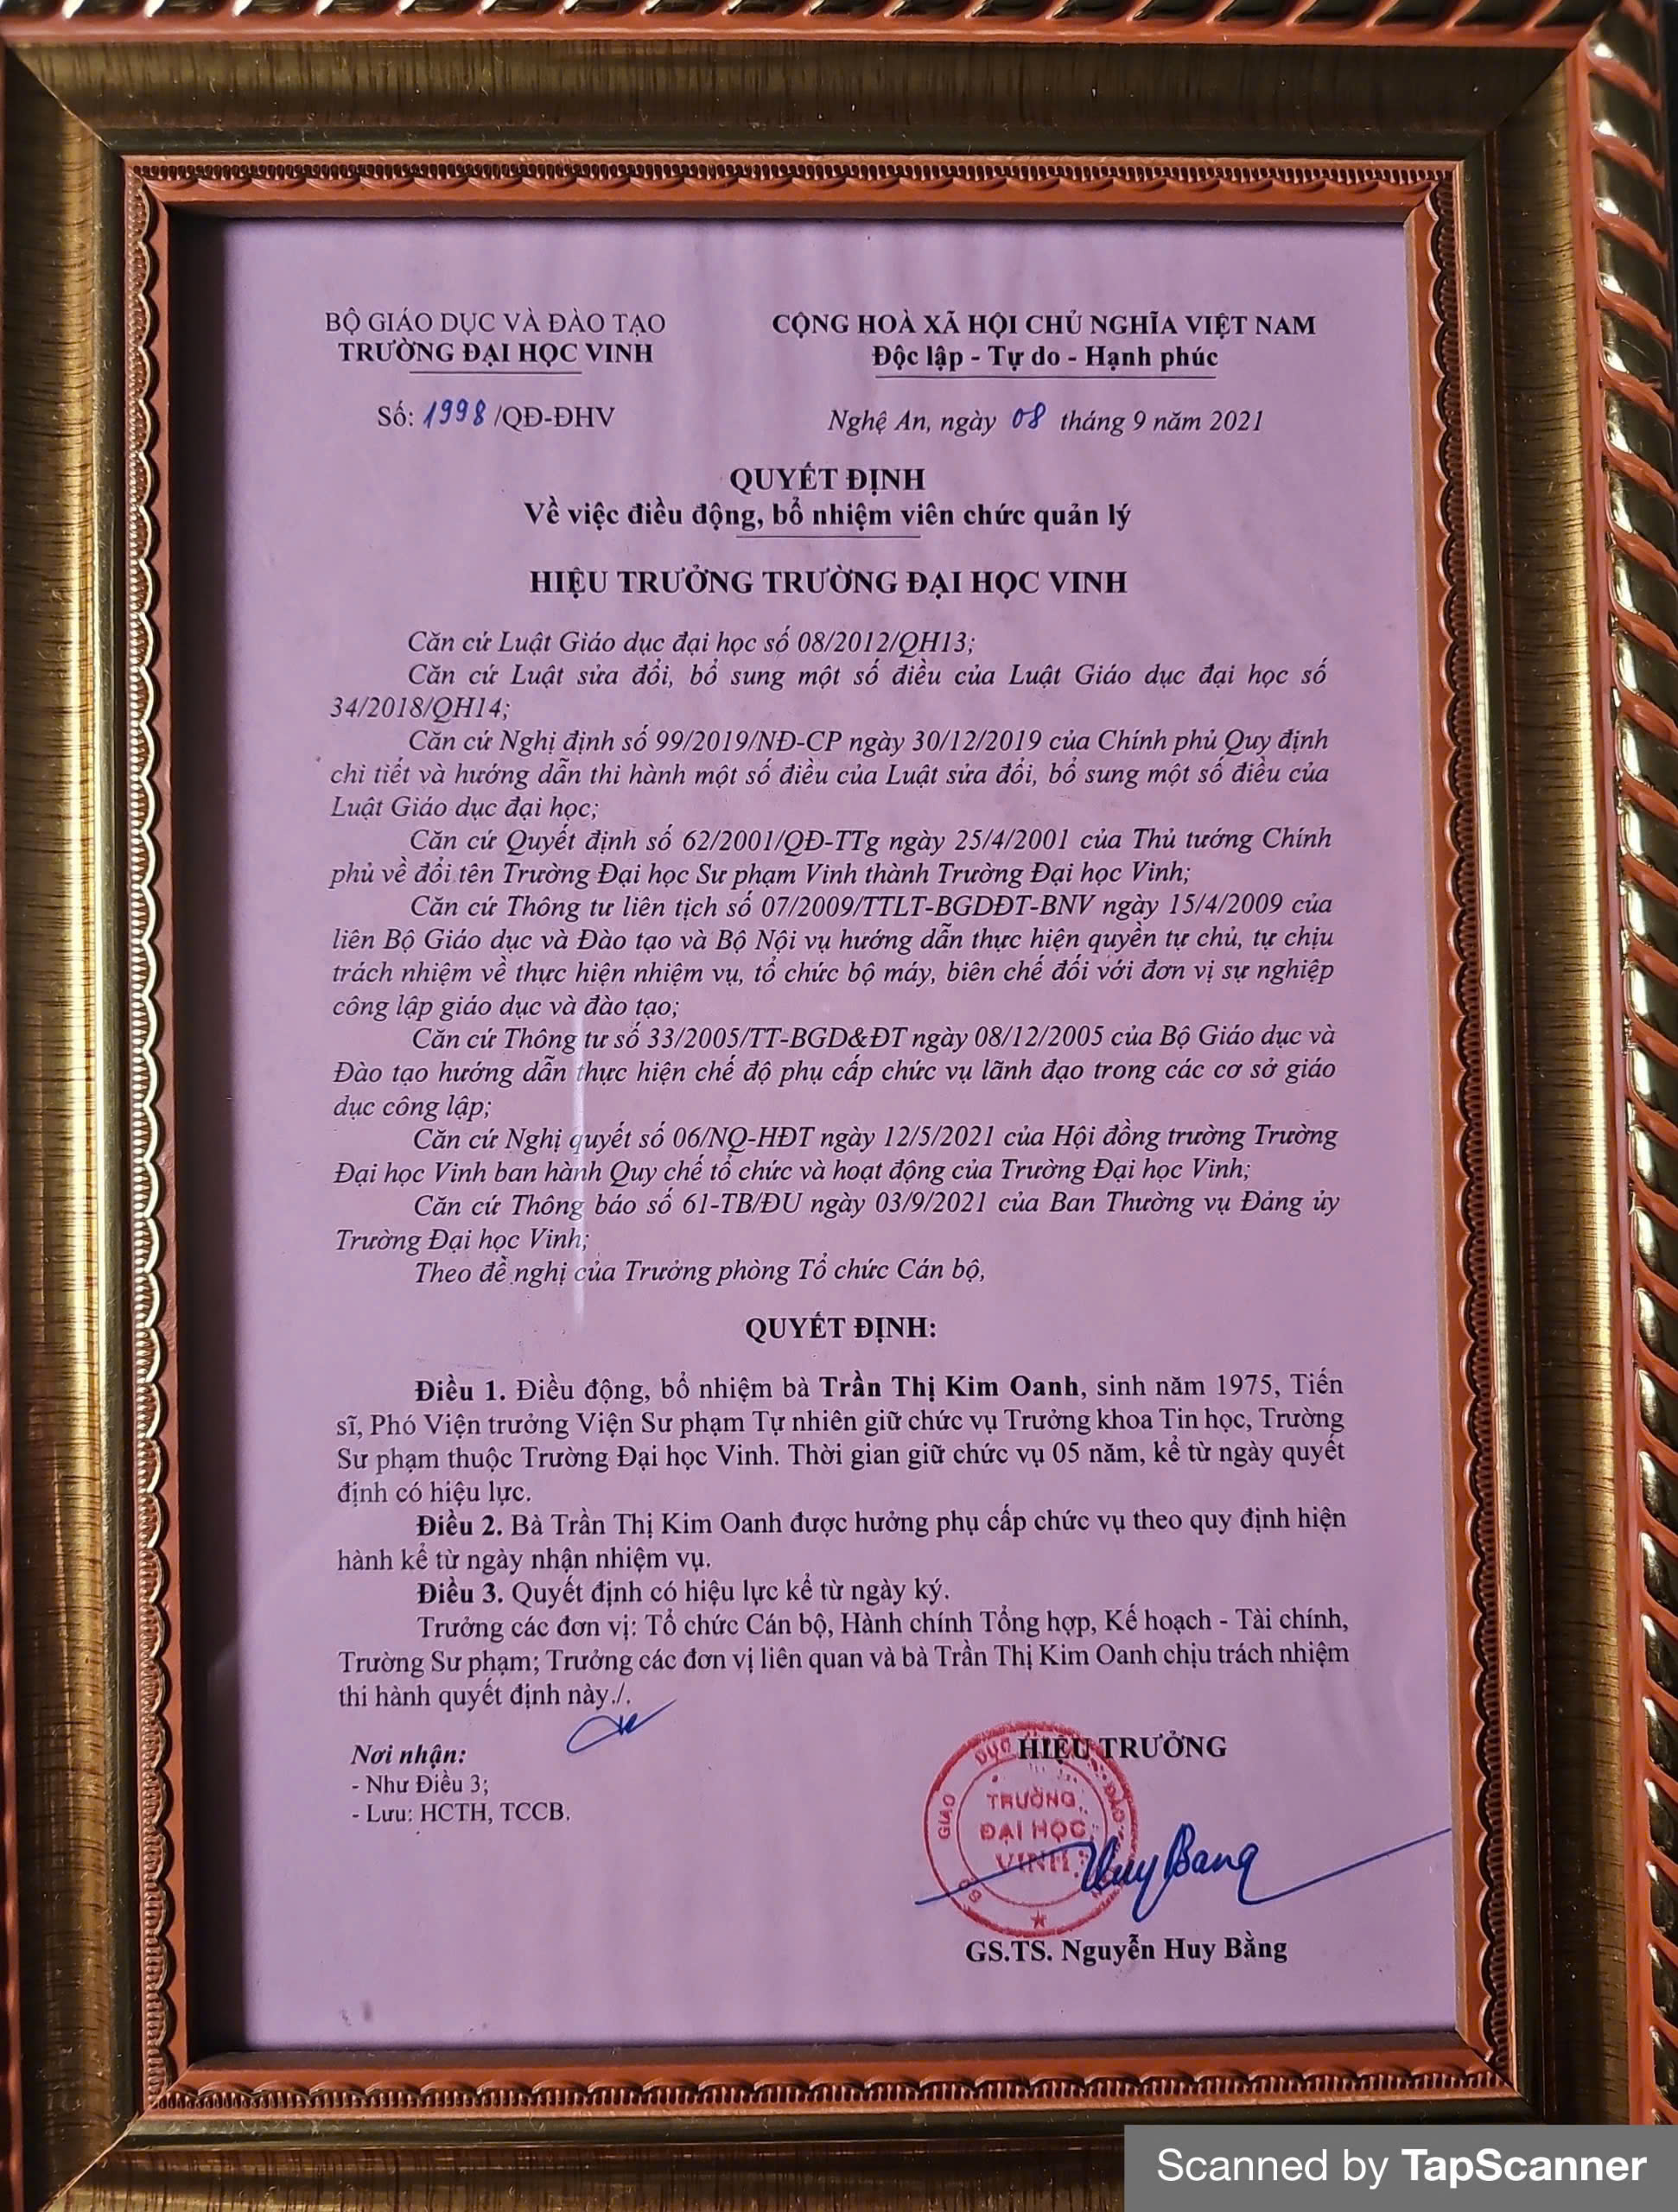 BỘ GIÁO DỤC VÀ ĐÀO TẠO
TRƯỜNG ĐẠI HỌC VINH
CỘNG HOÀ XÃ HỘI CHỦ NGHĨA VIỆT NAM
Độc lập - Tự do - Hạnh phúc
Số: 1998 /QĐ-ĐHV
Nghệ An, ngày 08 tháng 9 năm 2021
QUYẾT ĐỊNH
Về việc điều động, bổ nhiệm viên chức quản lý
HIỆU TRƯỞNG TRƯỜNG ĐẠI HỌC VINH
Căn cứ Luật Giáo dục đại học số 08/2012/QH13;
Căn cứ Luật sửa đổi, bổ sung một số điều của Luật Giáo dục đại học số
34/2018/QH14;
Căn cứ Nghị định số 99/2019/NĐ-CP ngày 30/12/2019 của Chính phủ Quy định
chi tiết và hướng dẫn thi hành một số điều của Luật sửa đổi, bổ sung một số điều của
Luật Giáo dục đại học;
Căn cứ Quyết định số 62/2001/QĐ-TTg ngày 25/4/2001 của Thủ tướng Chính
phủ về đổi tên Trường Đại học Sư phạm Vinh thành Trường Đại học Vinh;
Căn cứ Thông tư liên tịch số 07/2009/TTLT-BGDĐT-BNV ngày 15/4/2009 của
liên Bộ Giáo dục và Đào tạo và Bộ Nội vụ hướng dẫn thực hiện quyền tự chủ, tự chịu
trách nhiệm về thực hiện nhiệm vụ, tổ chức bộ máy, biên chế đối với đơn vị sự nghiệp
công lập giáo dục và đào tạo;
Căn cứ Thông tư số 33/2005/TT-BGD&ĐT ngày 08/12/2005 của Bộ Giáo dục và
Đào tạo hướng dẫn thực hiện chế độ phụ cấp chức vụ lãnh đạo trong các cơ sở giáo
dục công lập;
Căn cứ Nghị quyết số 06/NQ-HĐT ngày 12/5/2021 của Hội đồng trường Trường
Đại học Vinh ban hành Quy chế tổ chức và hoạt động của Trường Đại học Vinh;
Căn cứ Thông báo số 61-TB/ĐU ngày 03/9/2021 của Ban Thường vụ Đảng ủy
Trường Đại học Vinh;
Theo đề nghị của Trưởng phòng Tổ chức Cán bộ,
QUYẾT ĐỊNH:
Điều 1. Điều động, bổ nhiệm bà Trần Thị Kim Oanh, sinh năm 1975, Tiến
sĩ, Phó Viện trưởng Viện Sư phạm Tự nhiên giữ chức vụ Trưởng khoa Tin học, Trường
Sư phạm thuộc Trường Đại học Vinh. Thời gian giữ chức vụ 05 năm, kể từ ngày quyết
định có hiệu lực.
Điều 2. Bà Trần Thị Kim Oanh được hưởng phụ cấp chức vụ theo quy định hiện
hành kể từ ngày nhận nhiệm vụ.
Điều 3. Quyết định có hiệu lực kể từ ngày ký.
Trưởng các đơn vị: Tổ chức Cán bộ, Hành chính Tổng hợp, Kế hoạch - Tài chính,
Trường Sư phạm; Trưởng các đơn vị liên quan và bà Trần Thị Kim Oanh chịu trách nhiệm
thi hành quyết định này./.
Nơi nhận:
- Như Điều 3;
- Lưu: HCTH, TCCB.
HIỆU TRƯỞNG
TRƯỜNG
ĐẠI HỌC
VINH
Huy Bang
GS.TS. Nguyễn Huy Bằng
Scanned by TapScanner